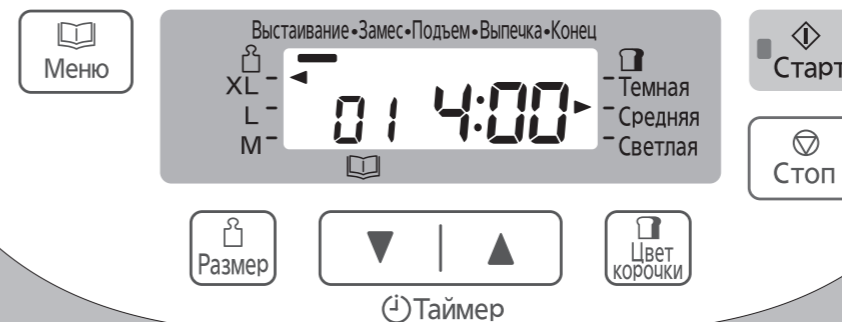 Выстаивание•Замес•Подъем•Выпечка•Конец
Меню
XL
L
M
01 4:00
Темная
Средняя
Светлая
Старт
Стоп
Размер
Таймер
Цвет
корочки